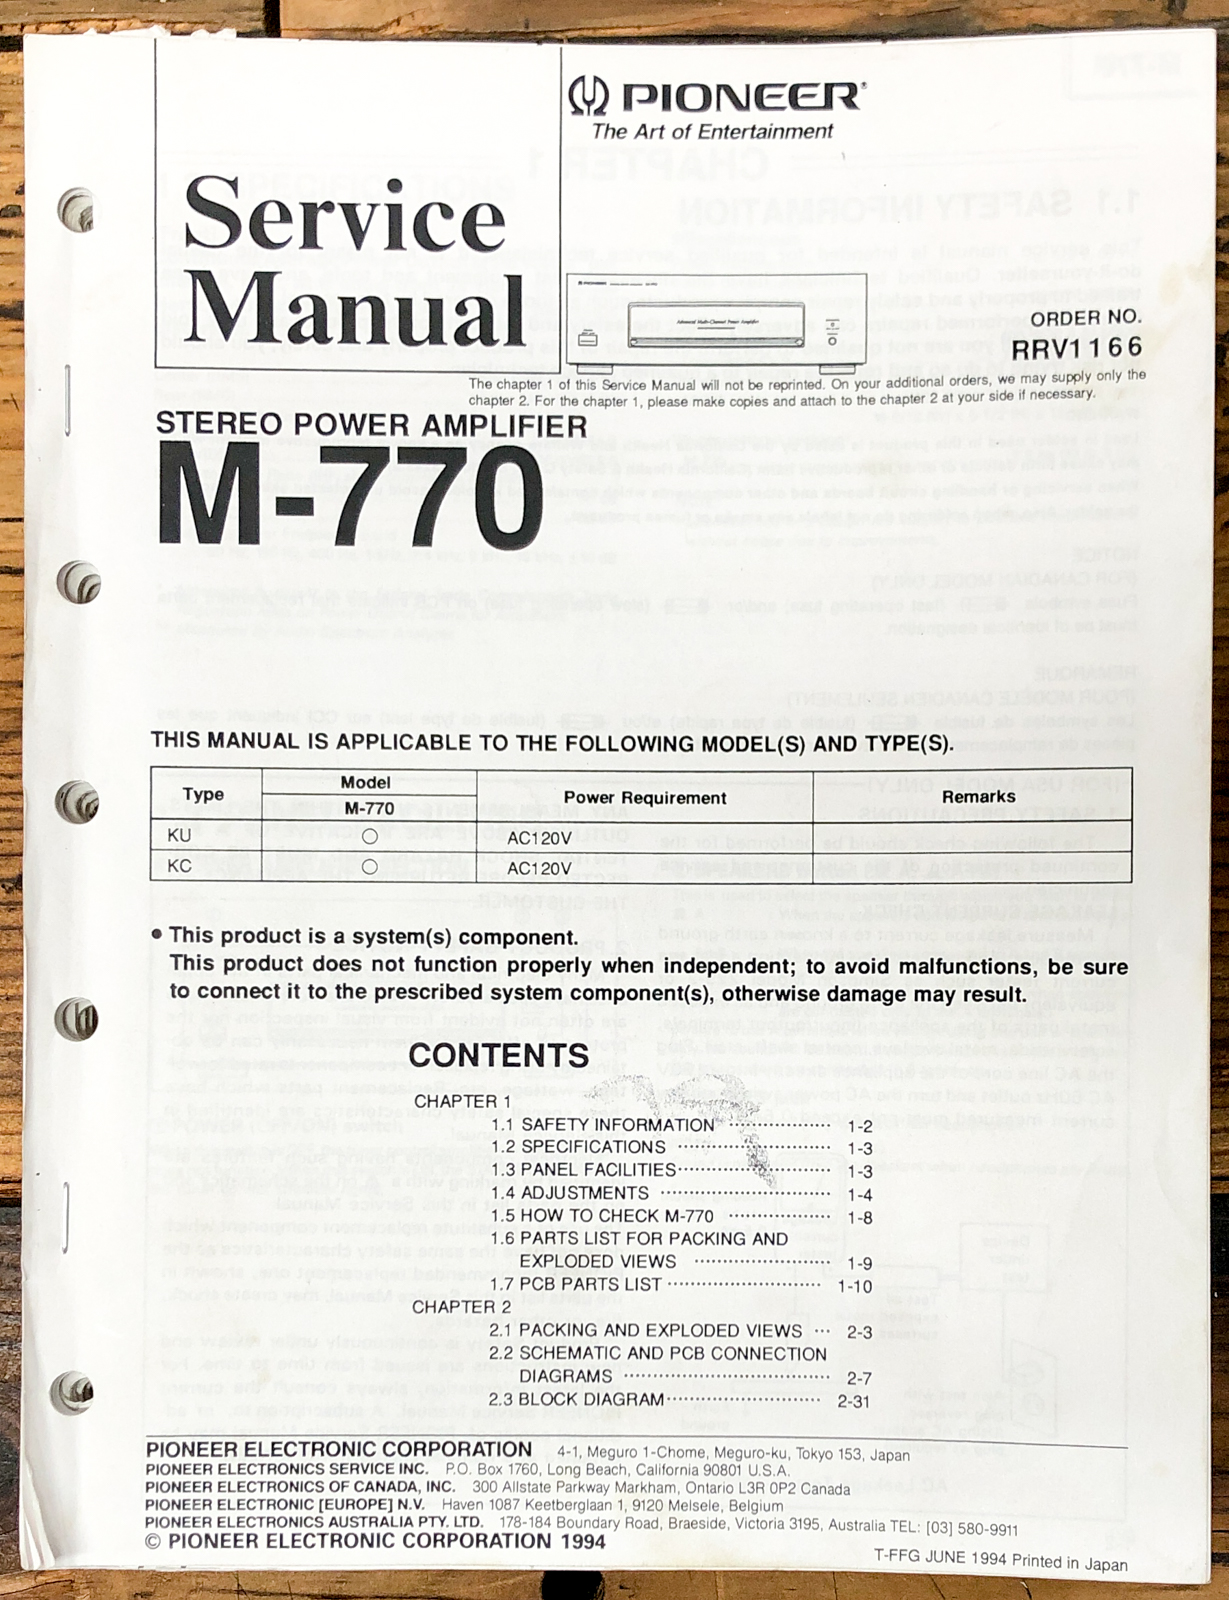 PIONEER®
The Art of Entertainment
Service
Manual
PIONEER
Advanced Multi-Channel Power Amplifier
ORDER NO.
RRV1166
The chapter 1 of this Service Manual will not be reprinted. On your additional orders, we may supply only the
chapter 2. For the chapter 1, please make copies and attach to the chapter 2 at your side if necessary.
STEREO POWER AMPLIFIER
M-770
THIS MANUAL IS APPLICABLE TO THE FOLLOWING MODEL(S) AND TYPE(S).
Type Model Power Requirement Remarks
M-770
KU ○ AC120V
KC ○ AC120V
● This product is a system(s) component.
This product does not function properly when independent; to avoid malfunctions, be sure
to connect it to the prescribed system component(s), otherwise damage may result.
CONTENTS
CHAPTER 1
1.1 SAFETY INFORMATION ················ 1-2
1.2 SPECIFICATIONS ······················ 1-3
1.3 PANEL FACILITIES ······················ 1-3
1.4 ADJUSTMENTS ························ 1-4
1.5 HOW TO CHECK M-770 ················ 1-8
1.6 PARTS LIST FOR PACKING AND
EXPLODED VIEWS ···················· 1-9
1.7 PCB PARTS LIST ······················ 1-10
CHAPTER 2
2.1 PACKING AND EXPLODED VIEWS ··· 2-3
2.2 SCHEMATIC AND PCB CONNECTION
DIAGRAMS ······························ 2-7
2.3 BLOCK DIAGRAM ······················ 2-31
PIONEER ELECTRONIC CORPORATION 4-1, Meguro 1-Chome, Meguro-ku, Tokyo 153, Japan
PIONEER ELECTRONICS SERVICE INC. P.O. Box 1760, Long Beach, California 90801 U.S.A.
PIONEER ELECTRONICS OF CANADA, INC. 300 Allstate Parkway Markham, Ontario L3R 0P2 Canada
PIONEER ELECTRONIC [EUROPE] N.V. Haven 1087 Keetberglaan 1, 9120 Melsele, Belgium
PIONEER ELECTRONICS AUSTRALIA PTY. LTD. 178-184 Boundary Road, Braeside, Victoria 3195, Australia TEL: [03] 580-9911
© PIONEER ELECTRONIC CORPORATION 1994
T-FFG JUNE 1994 Printed in Japan